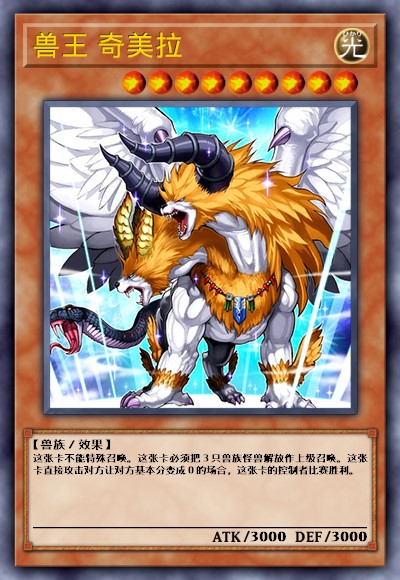 兽王 奇美拉
光
【兽族／效果】
这张卡不能特殊召唤。这张卡必须把３只兽族怪兽解放作上级召唤。这张
卡直接攻击对方让对方基本分变成０的场合，这张卡的控制者比赛胜利。
ATK/3000 DEF/3000